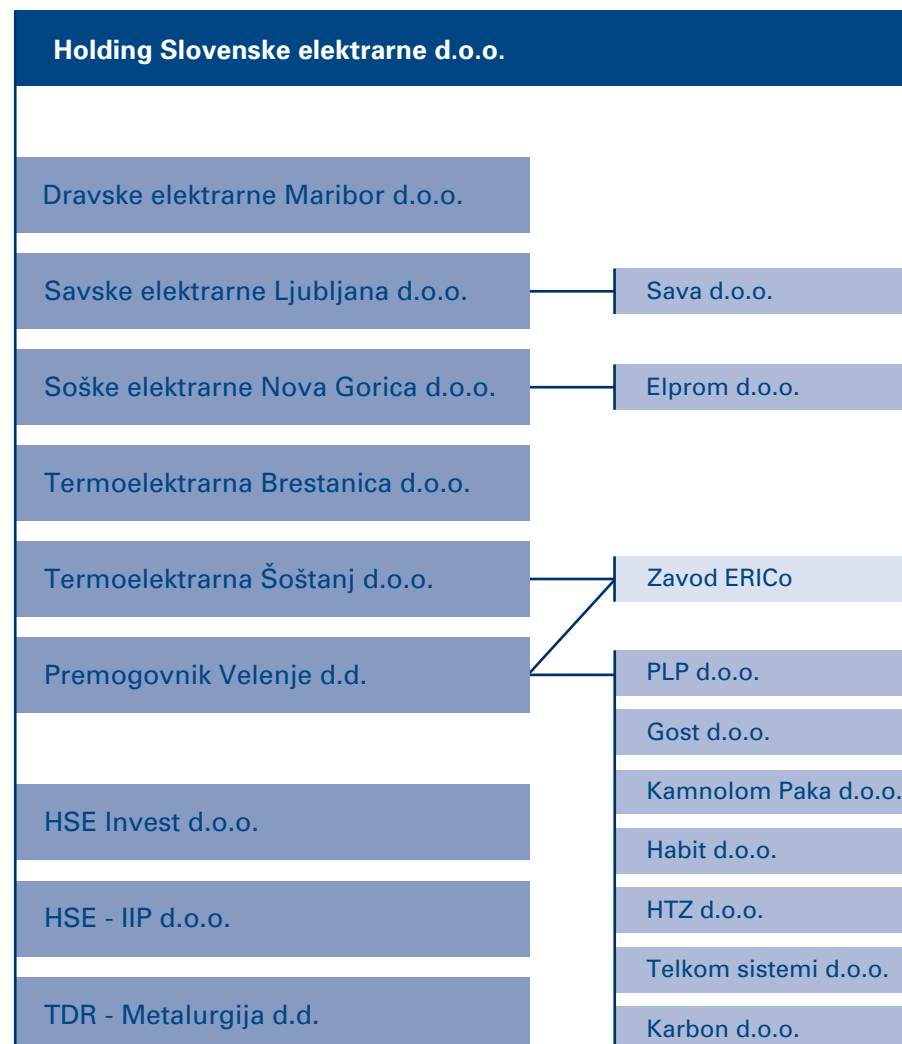 Holding Slovenske elektrarne d.o.o.
Dravske elektrarne Maribor d.o.o.
Savske elektrarne Ljubljana d.o.o.
Sava d.o.o.
Soške elektrarne Nova Gorica d.o.o.
Elprom d.o.o.
Termoelektrarna Brestanica d.o.o.
Termoelektrarna Šoštanj d.o.o.
Zavod ERICo
Premogovnik Velenje d.d.
PLP d.o.o.
Gost d.o.o.
Kamnolom Paka d.o.o.
HSE Invest d.o.o.
Habit d.o.o.
HSE - IIP d.o.o.
HTZ d.o.o.
Telkom sistemi d.o.o.
TDR - Metalurgija d.d.
Karbon d.o.o.